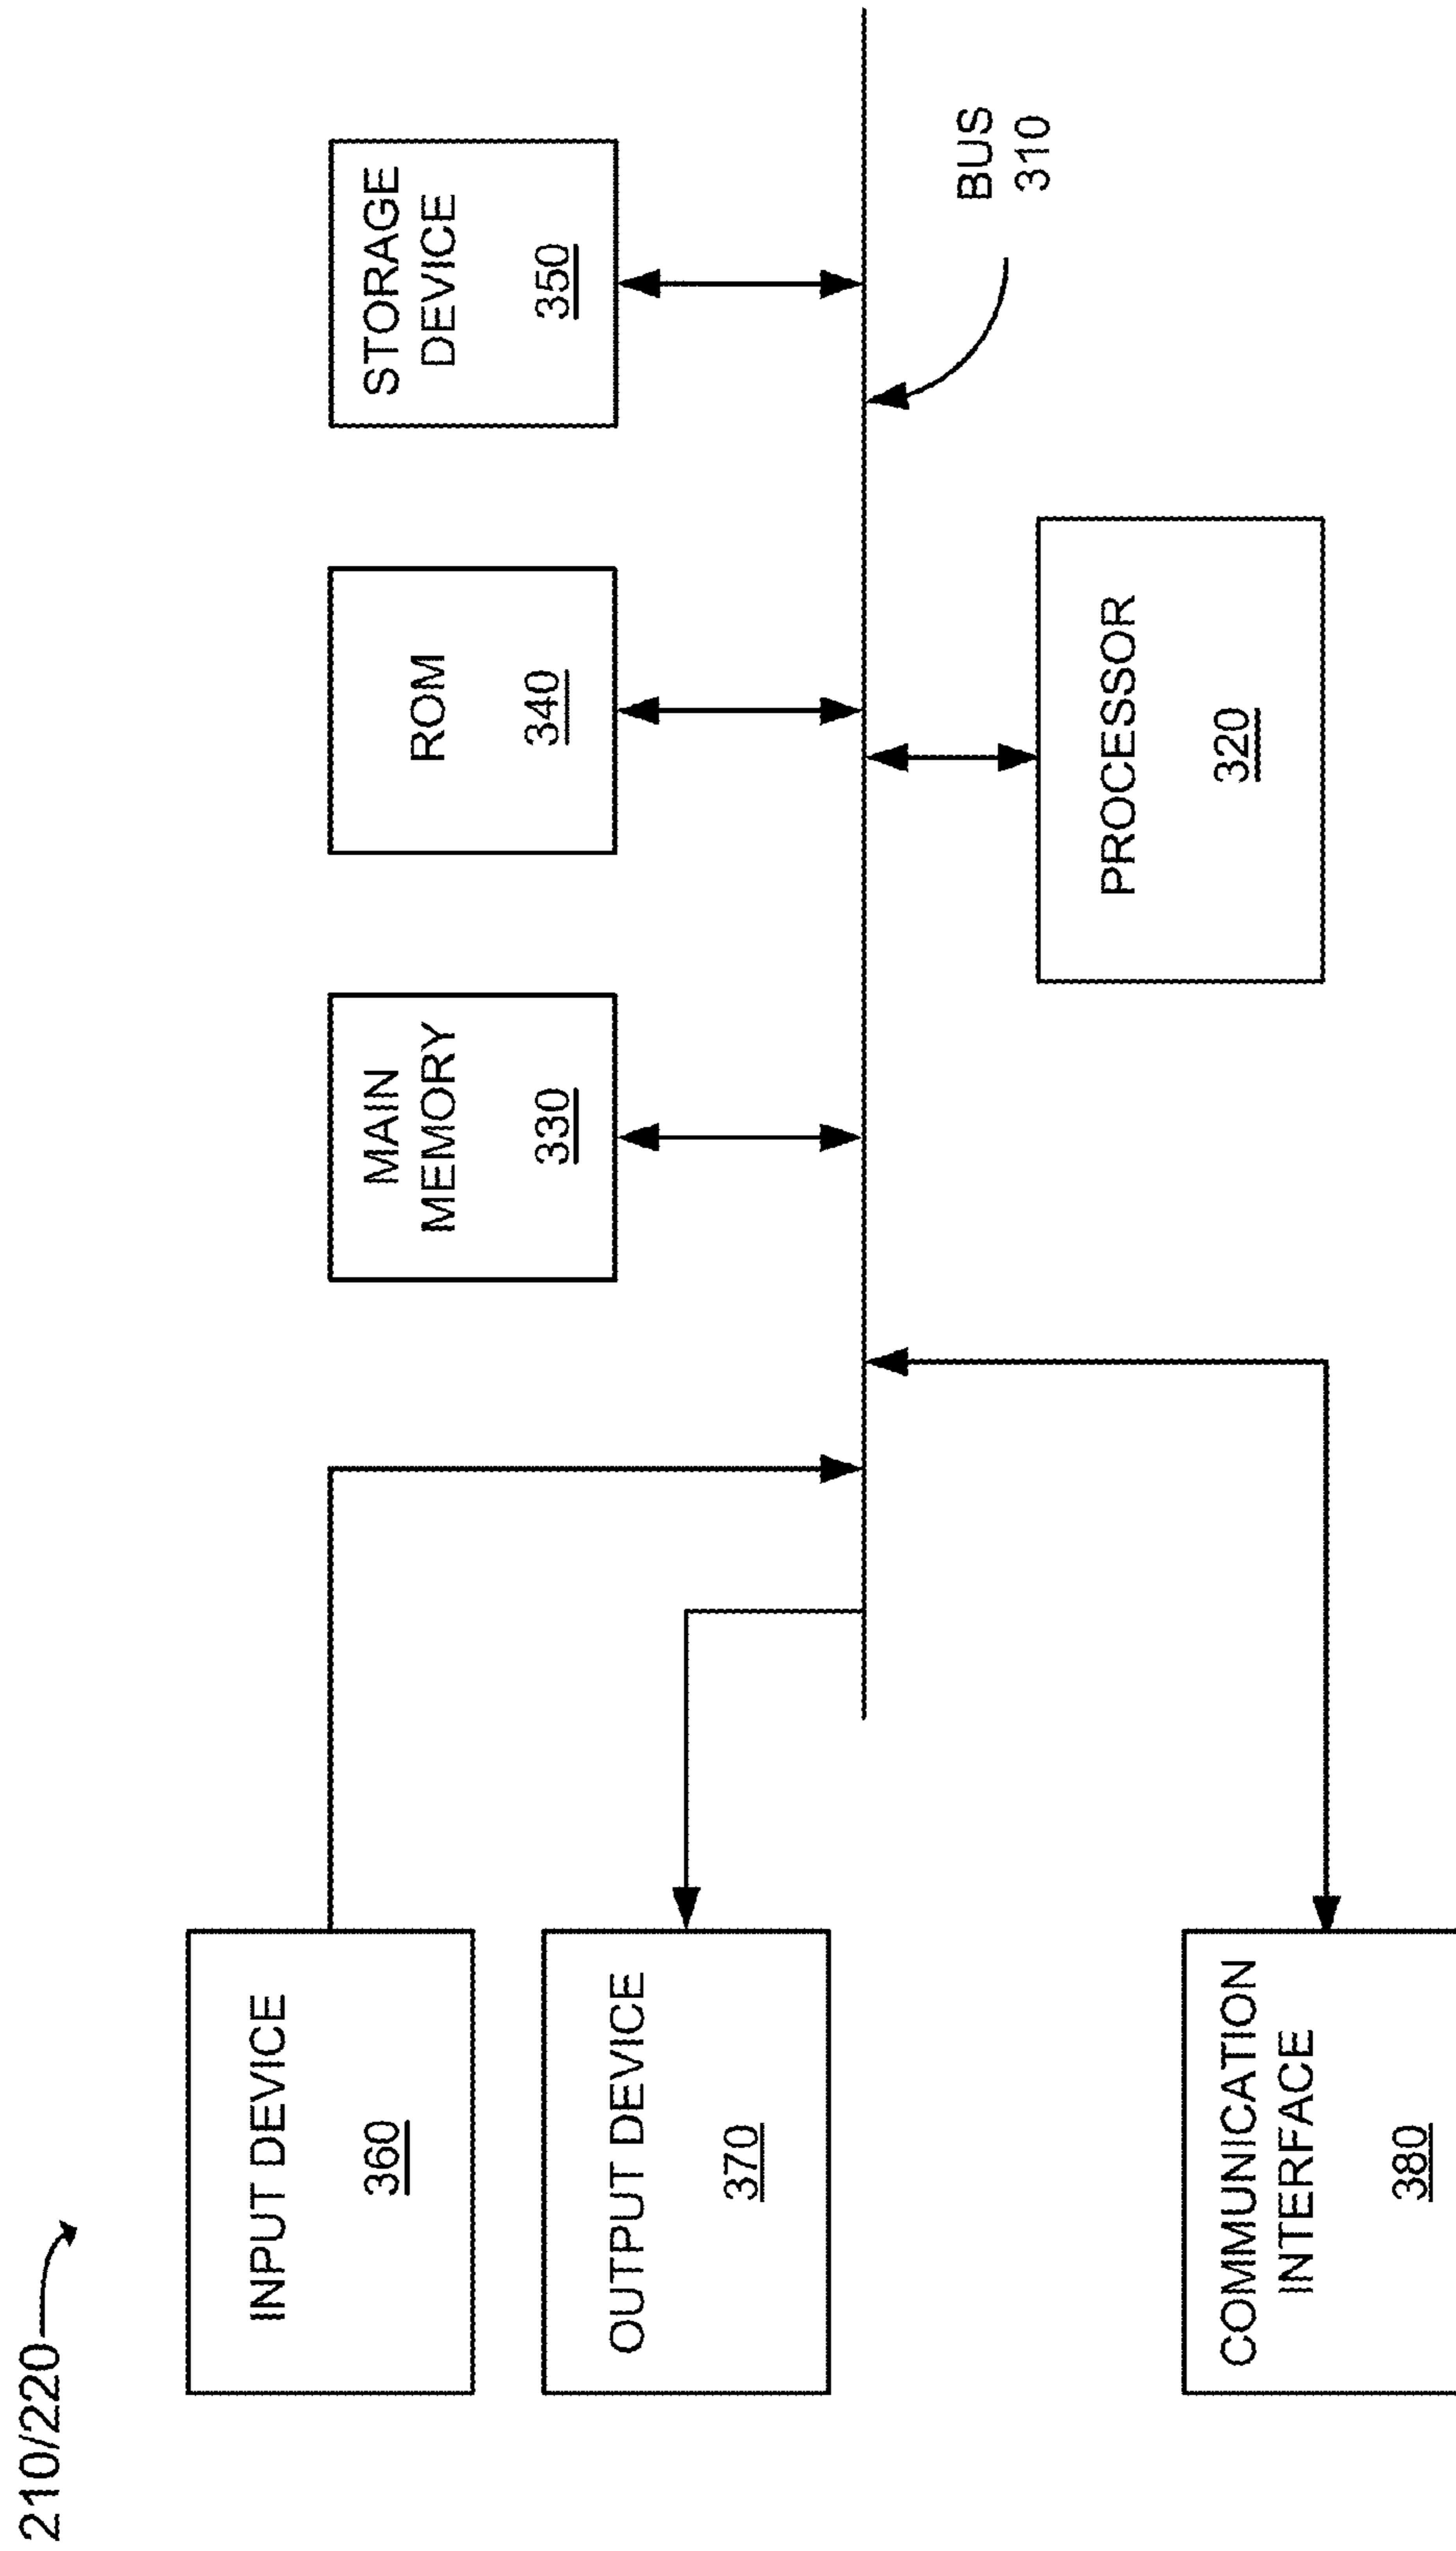 210/220
INPUT DEVICE
360
OUTPUT DEVICE
370
COMMUNICATION
INTERFACE
380
MAIN
MEMORY
330
ROM
340
STORAGE
DEVICE
350
PROCESSOR
320
BUS
310